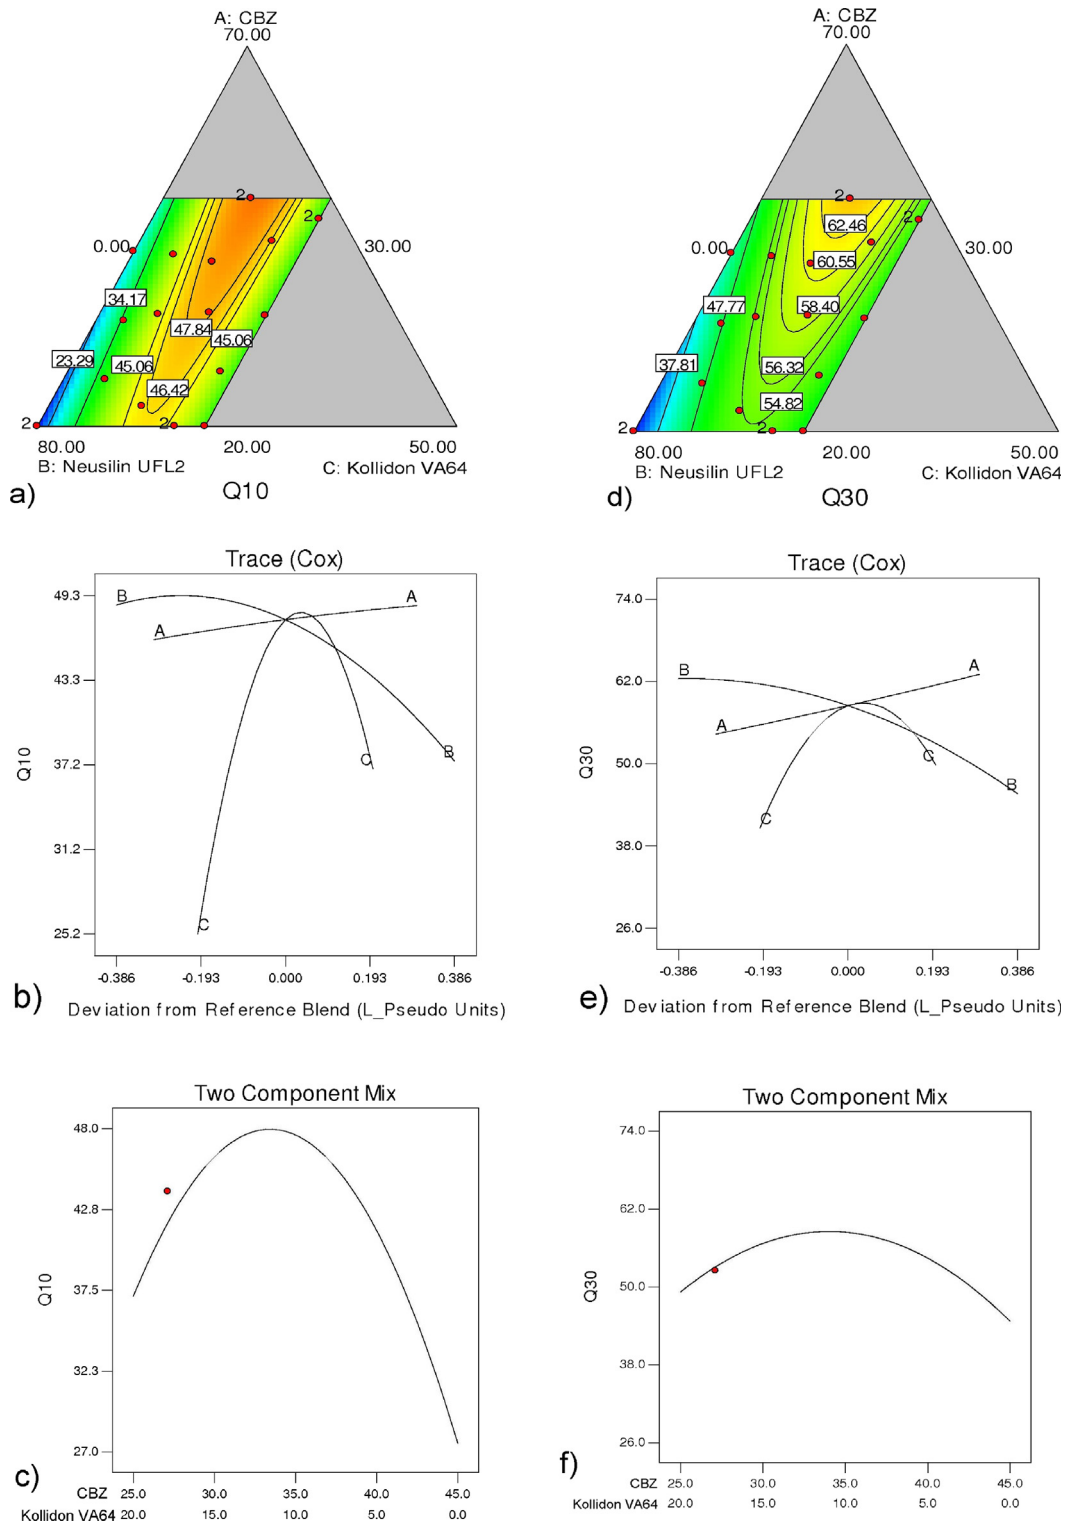 A: CBZ
70.00
2
2
0.00
30.00
34.17
47.84
45.06
23.29
45.06
46.42
2
2
80.00
20.00
50.00
B: Neusilin UFL2
C: Kollidon VA64
a)
Q10
A: CBZ
70.00
2
2
62.46
0.00
30.00
60.55
47.77
58.40
37.81
56.32
54.82
2
2
80.00
20.00
50.00
B: Neusilin UFL2
C: Kollidon VA64
d)
Q30
Trace (Cox)
49.3
43.3
37.2
31.2
25.2
Q10
B
A
A
C
B
C
-0.386
-0.193
0.000
0.193
0.386
b)
Deviation from Reference Blend (L_Pseudo Units)
Trace (Cox)
74.0
62.0
50.0
38.0
26.0
Q30
B
A
A
C
B
C
-0.386
-0.193
0.000
0.193
0.386
e)
Deviation from Reference Blend (L_Pseudo Units)
Two Component Mix
48.0
42.8
37.5
32.3
27.0
Q10
c)
CBZ 25.0 30.0 35.0 40.0 45.0
Kollidon VA64 20.0 15.0 10.0 5.0 0.0
Two Component Mix
74.0
62.0
50.0
38.0
26.0
Q30
f)
CBZ 25.0 30.0 35.0 40.0 45.0
Kollidon VA64 20.0 15.0 10.0 5.0 0.0